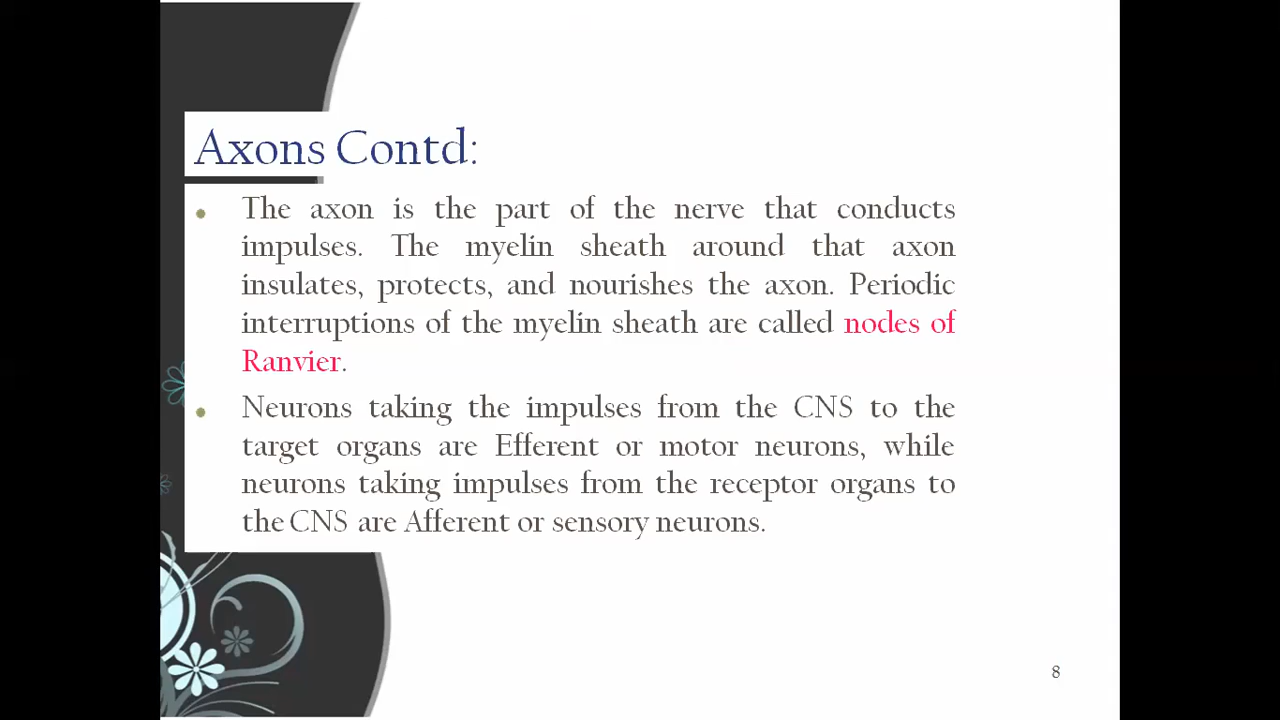 Axons Contd:
The axon is the part of the nerve that conducts
impulses. The myelin sheath around that axon
insulates, protects, and nourishes the axon. Periodic
interruptions of the myelin sheath are called nodes of
Ranvier.
Neurons taking the impulses from the CNS to the
target organs are Efferent or motor neurons, while
neurons taking impulses from the receptor organs to
the CNS are Afferent or sensory neurons.
8